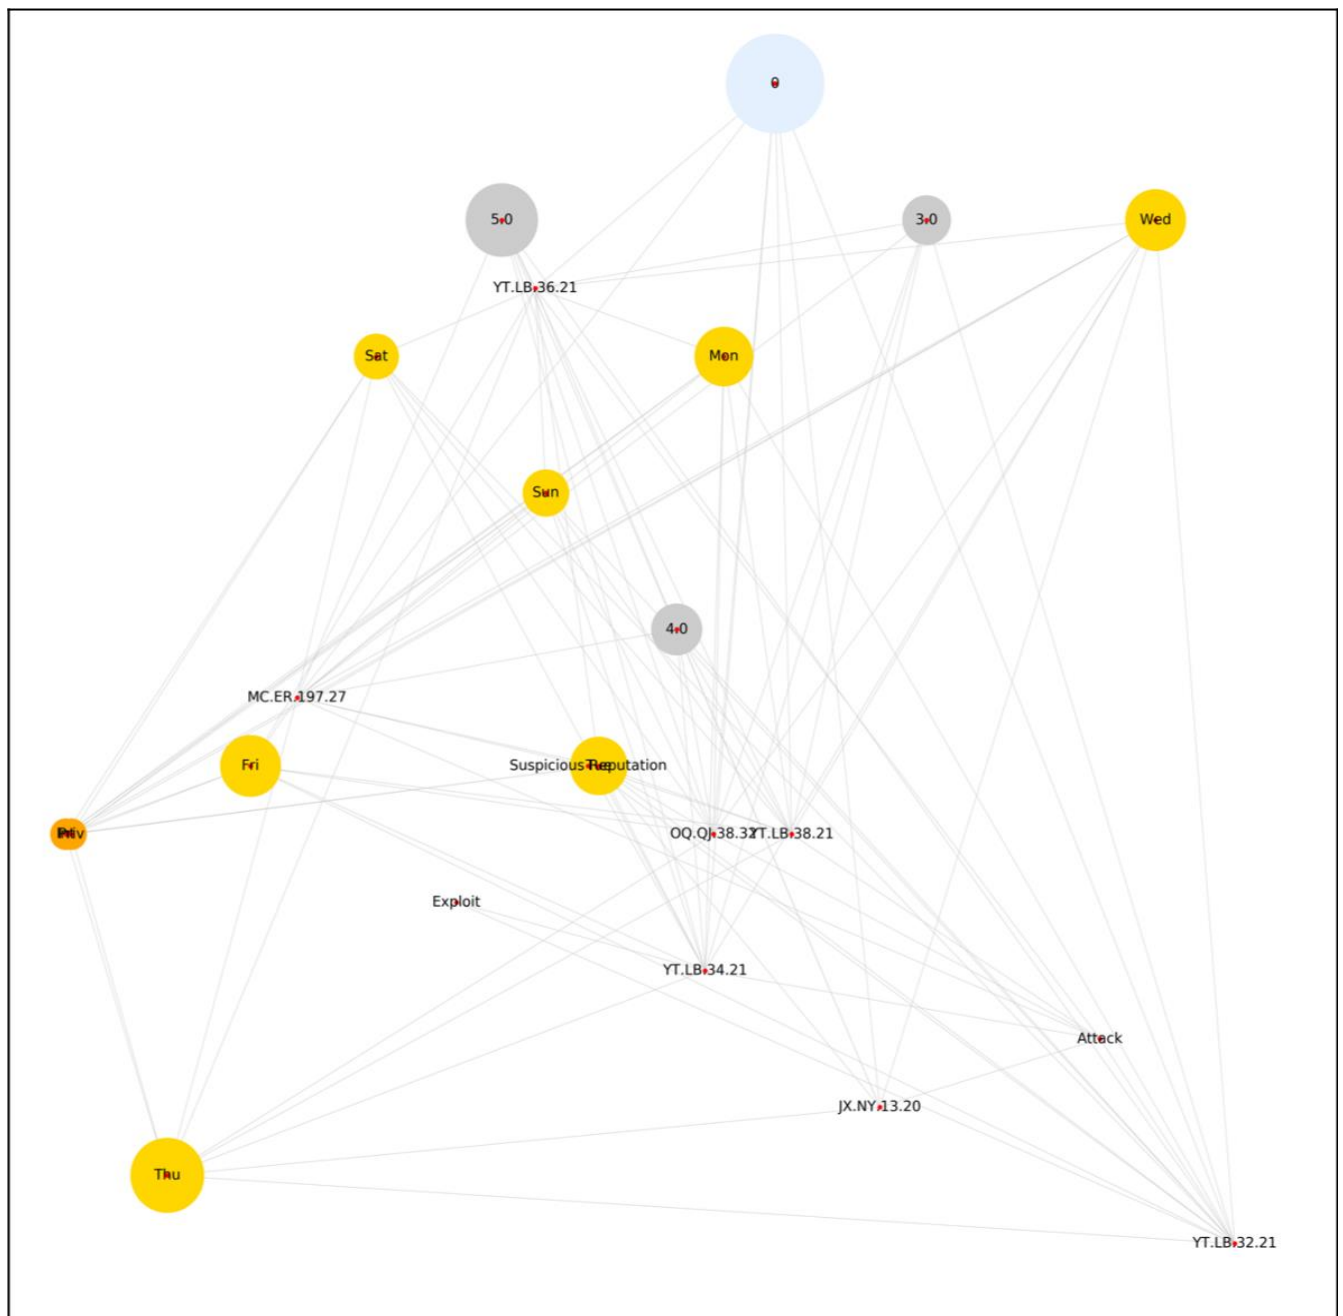 5.0
3.0
Wed
YT.LB.36.21
Sat
Mon
Sun
4.0
MC.ER.197.27
Fri
Suspicious Reputation
OQ.QJ.38.32
YT.LB.38.21
Exploit
YT.LB.34.21
Attack
JX.NY.13.20
Thu
YT.LB.32.21